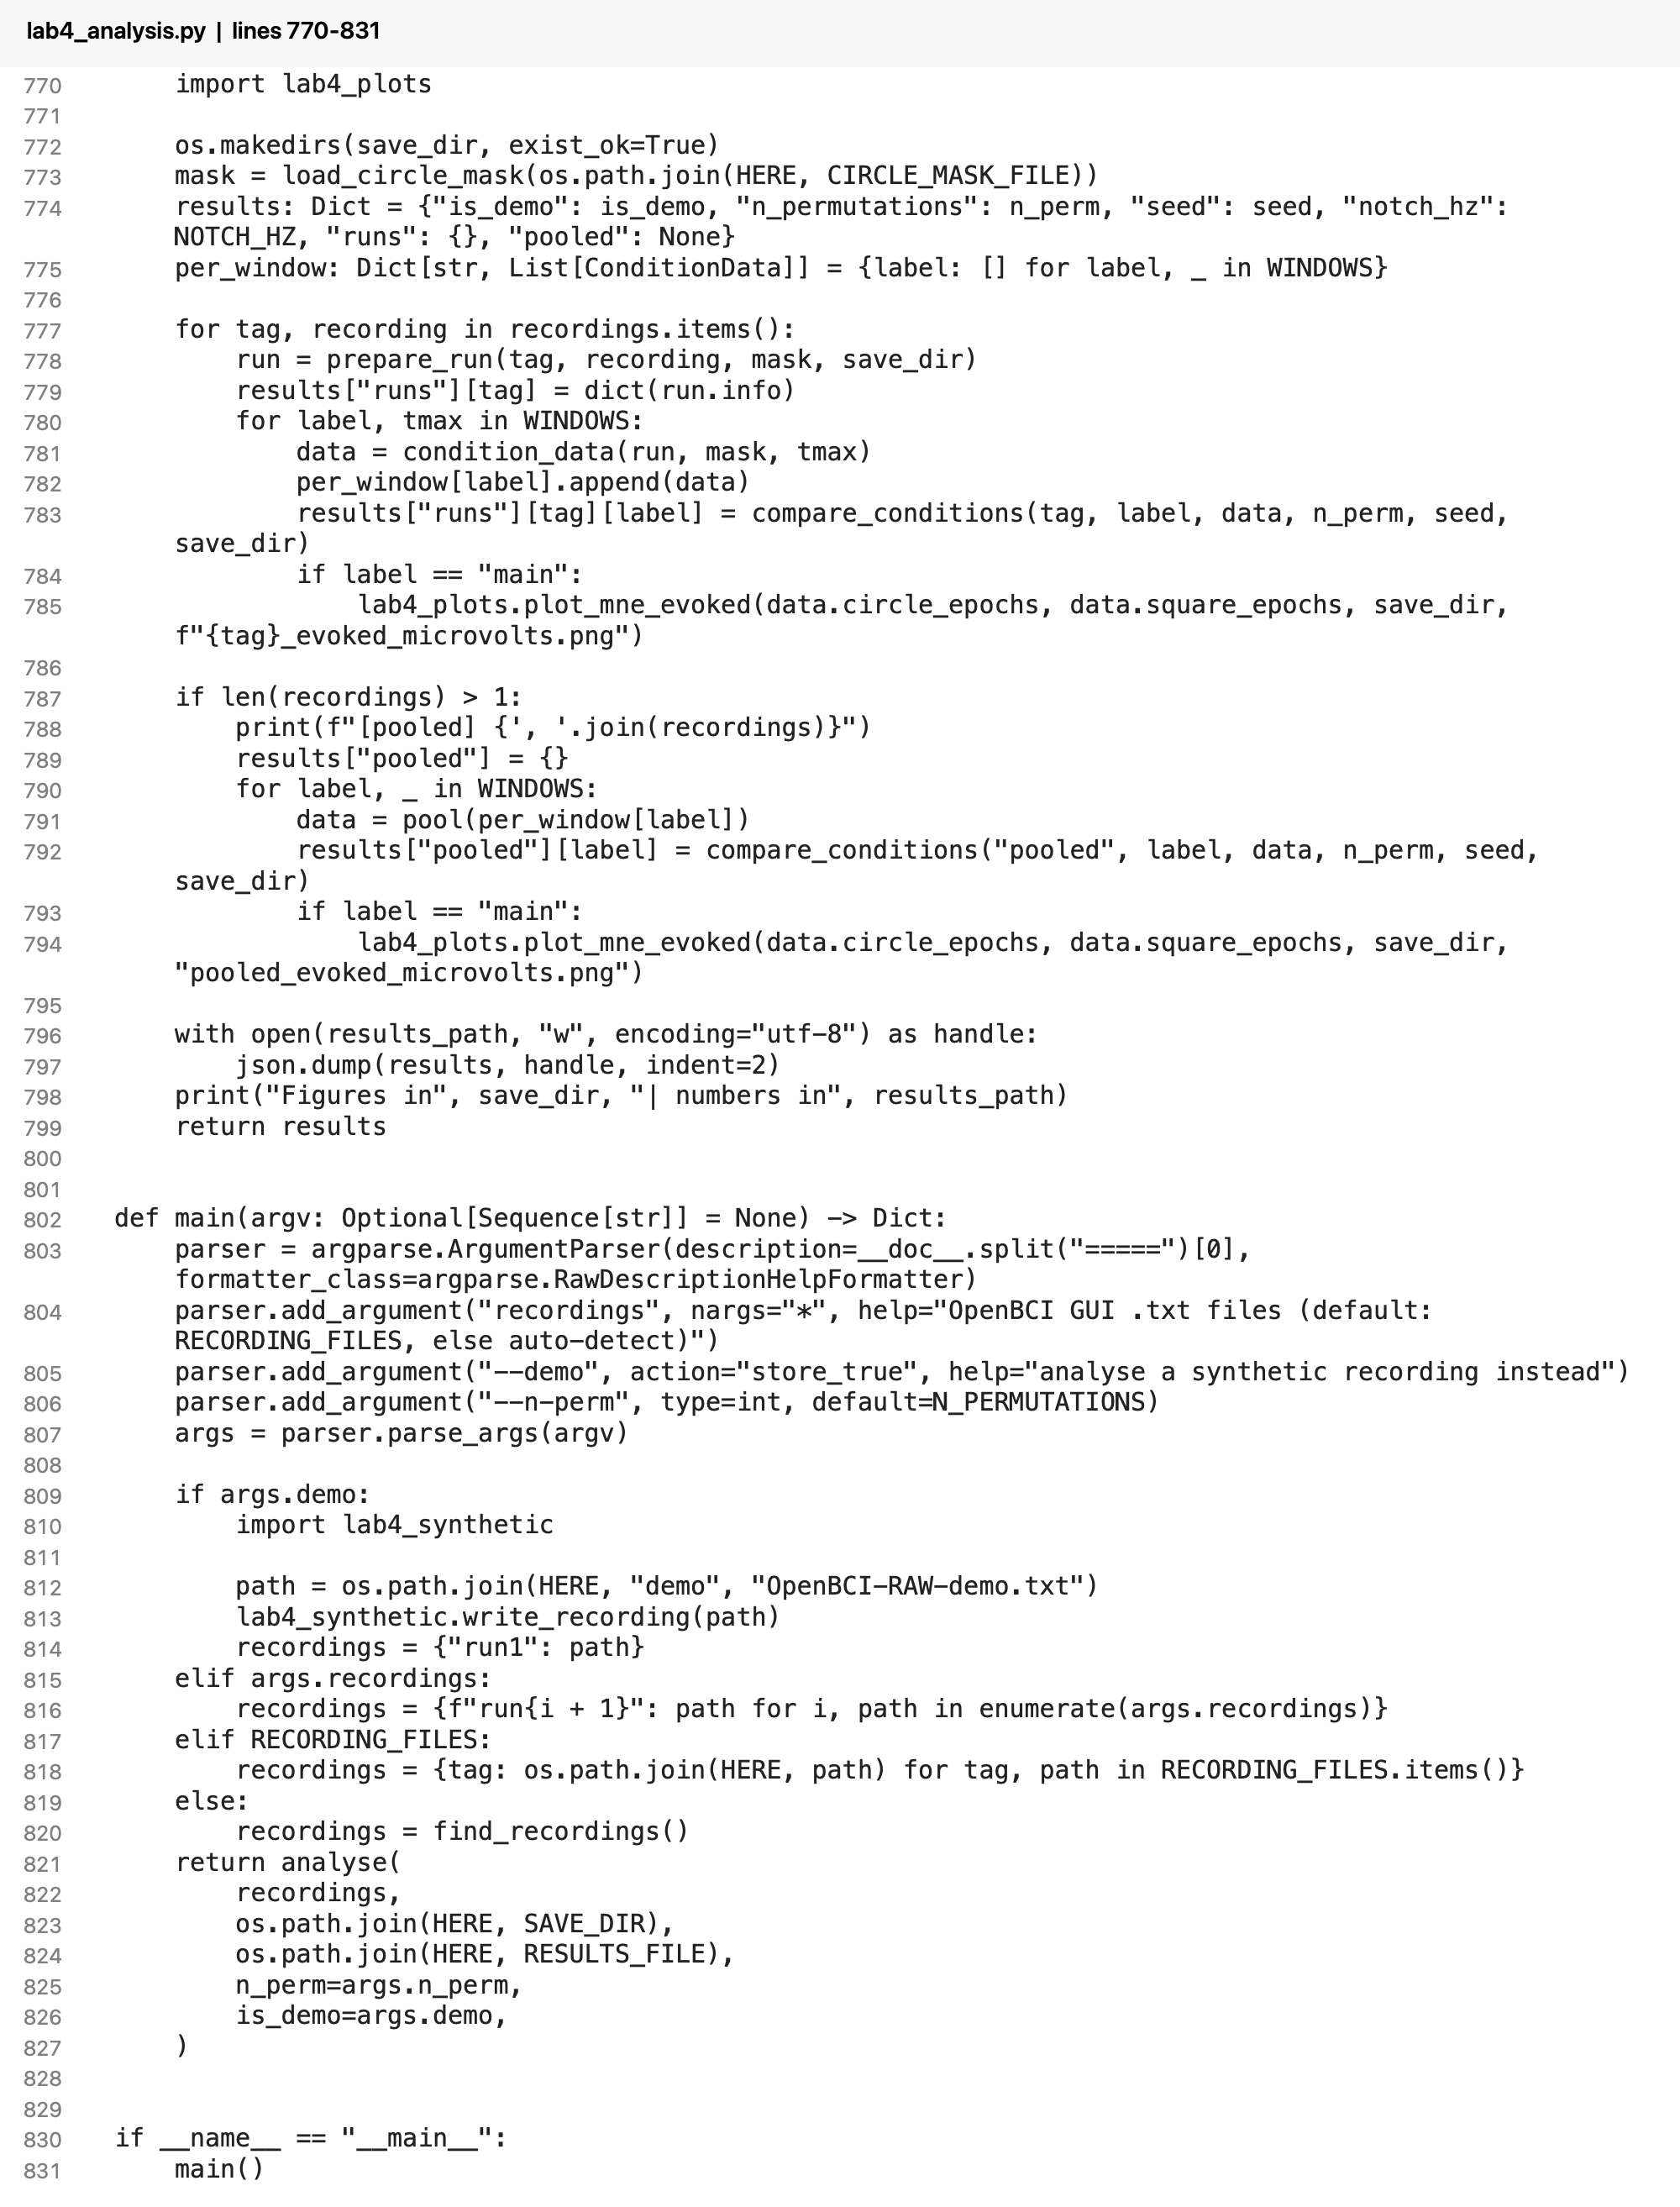 lab4_analysis.py | lines 770-831
770 import lab4_plots
771
772 os.makedirs(save_dir, exist_ok=True)
773 mask = load_circle_mask(os.path.join(HERE, CIRCLE_MASK_FILE))
774 results: Dict = {"is_demo": is_demo, "n_permutations": n_perm, "seed": seed, "notch_hz":
NOTCH_HZ, "runs": {}, "pooled": None}
775 per_window: Dict[str, List[ConditionData]] = {label: [] for label, _ in WINDOWS}
776
777 for tag, recording in recordings.items():
778 run = prepare_run(tag, recording, mask, save_dir)
779 results["runs"][tag] = dict(run.info)
780 for label, tmax in WINDOWS:
781 data = condition_data(run, mask, tmax)
782 per_window[label].append(data)
783 results["runs"][tag][label] = compare_conditions(tag, label, data, n_perm, seed,
save_dir)
784 if label == "main":
785 lab4_plots.plot_mne_evoked(data.circle_epochs, data.square_epochs, save_dir,
f"{tag}_evoked_microvolts.png")
786
787 if len(recordings) > 1:
788 print(f"[pooled] {', '.join(recordings)}")
789 results["pooled"] = {}
790 for label, _ in WINDOWS:
791 data = pool(per_window[label])
792 results["pooled"][label] = compare_conditions("pooled", label, data, n_perm, seed,
save_dir)
793 if label == "main":
794 lab4_plots.plot_mne_evoked(data.circle_epochs, data.square_epochs, save_dir,
"pooled_evoked_microvolts.png")
795
796 with open(results_path, "w", encoding="utf-8") as handle:
797 json.dump(results, handle, indent=2)
798 print("Figures in", save_dir, "| numbers in", results_path)
799 return results
800
801
802 def main(argv: Optional[Sequence[str]] = None) -> Dict:
803 parser = argparse.ArgumentParser(description=__doc__.split("=====")[0],
formatter_class=argparse.RawDescriptionHelpFormatter)
804 parser.add_argument("recordings", nargs="*", help="OpenBCI GUI .txt files (default:
RECORDING_FILES, else auto-detect)")
805 parser.add_argument("--demo", action="store_true", help="analyse a synthetic recording instead")
806 parser.add_argument("--n-perm", type=int, default=N_PERMUTATIONS)
807 args = parser.parse_args(argv)
808
809 if args.demo:
810 import lab4_synthetic
811
812 path = os.path.join(HERE, "demo", "OpenBCI-RAW-demo.txt")
813 lab4_synthetic.write_recording(path)
814 recordings = {"run1": path}
815 elif args.recordings:
816 recordings = {f"run{i + 1}": path for i, path in enumerate(args.recordings)}
817 elif RECORDING_FILES:
818 recordings = {tag: os.path.join(HERE, path) for tag, path in RECORDING_FILES.items()}
819 else:
820 recordings = find_recordings()
821 return analyse(
822 recordings,
823 os.path.join(HERE, SAVE_DIR),
824 os.path.join(HERE, RESULTS_FILE),
825 n_perm=args.n_perm,
826 is_demo=args.demo,
827 )
828
829
830 if __name__ == "__main__":
831 main()